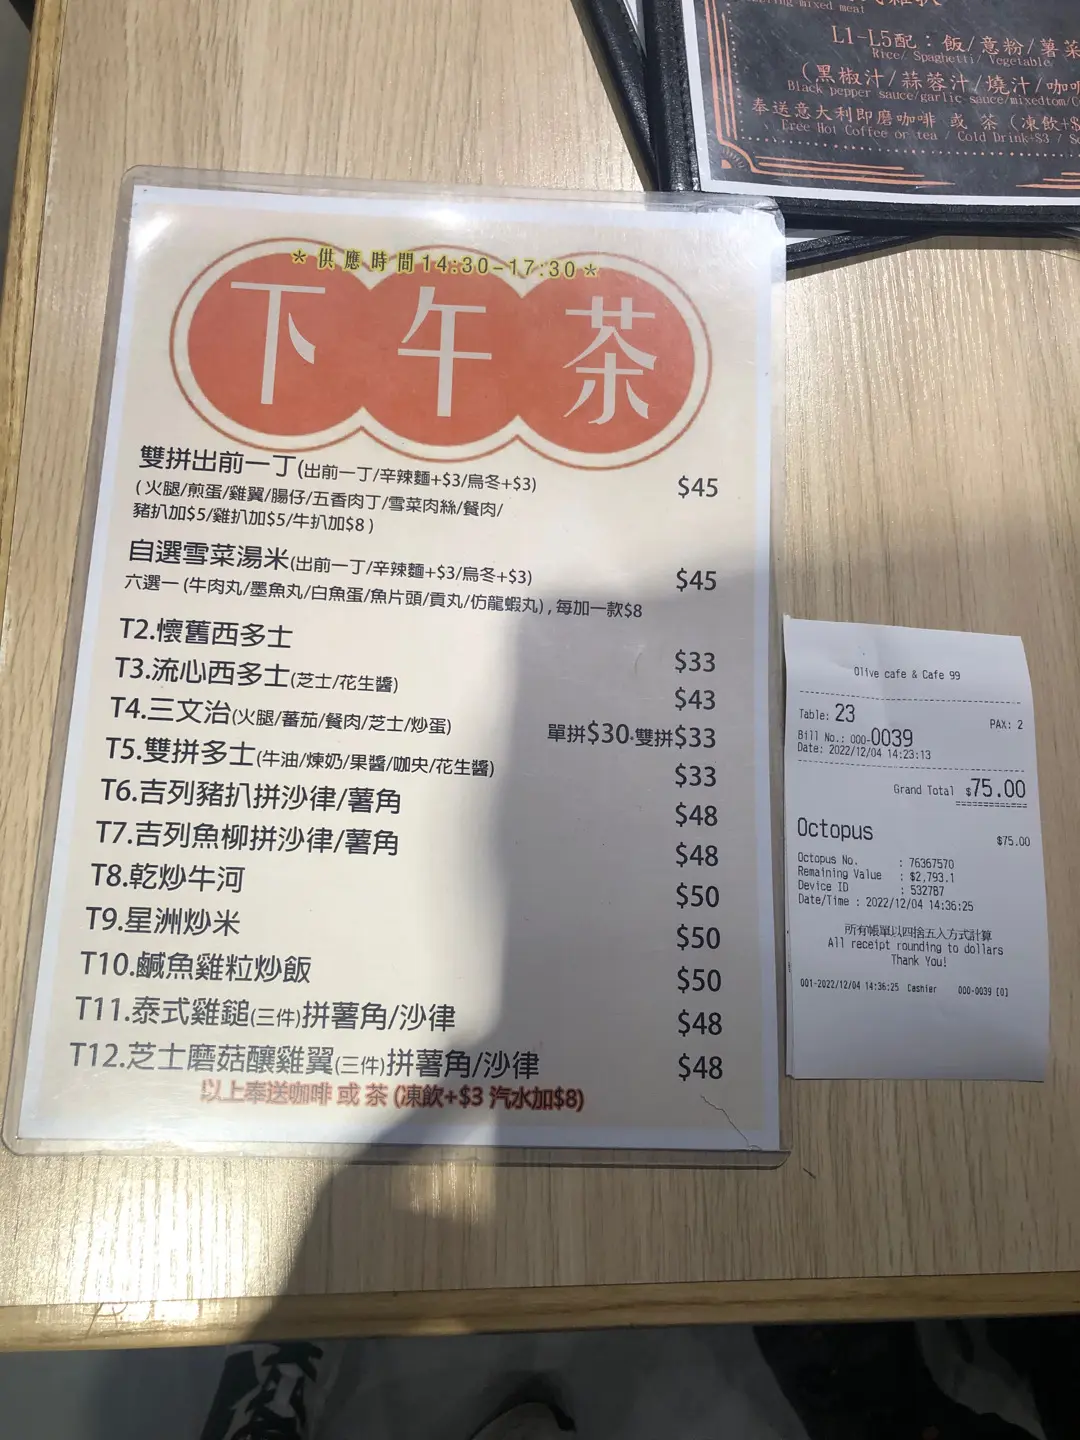 mixed meat
L1-L5配：飯/意粉/薯菜
Rice/ Spaghetti/ Vegetable
(黑椒汁/蒜蓉汁/燒汁/咖
Black pepper sauce/garlic sauce/mixedtom/C
奉送意大利即磨咖啡 或 茶 (凍飲+$
Free Hot Coffee or tea / Cold Drink+$3 / S
*供應時間14:30-17:30*
下午茶
雙拼出前一丁(出前一丁/辛辣麵+$3/烏冬+$3) $45
(火腿/煎蛋/雞翼/腸仔/五香肉丁/雪菜肉絲/餐肉/
豬扒加$5/雞扒加$5/牛扒加$8)
自選雪菜湯米(出前一丁/辛辣麵+$3/烏冬+$3) $45
六選一 (牛肉丸/墨魚丸/白魚蛋/魚片頭/貢丸/仿龍蝦丸) , 每加一款$8
T2.懷舊西多士 $33
T3.流心西多士(芝士/花生醬) $43
T4.三文治(火腿/蕃茄/餐肉/芝士/炒蛋) 單拼$30·雙拼$33
T5.雙拼多士(牛油/煉奶/果醬/咖央/花生醬) $33
T6.吉列豬扒拼沙律/薯角 $48
T7.吉列魚柳拼沙律/薯角 $48
T8.乾炒牛河 $50
T9.星洲炒米 $50
T10.鹹魚雞粒炒飯 $50
T11.泰式雞鎚(三件)拼薯角/沙律 $48
T12.芝士磨菇釀雞翼(三件)拼薯角/沙律 $48
以上奉送咖啡 或 茶 (凍飲+$3 汽水加$8)
Olive cafe & Cafe 99
Table: 23 PAX: 2
Bill No.: 000-0039
Date: 2022/12/04 14:23:13
Grand Total $75.00
Octopus $75.00
Octopus No. : 76367570
Remaining Value : $2,793.1
Device ID : 532787
Date/Time : 2022/12/04 14:36:25
所有帳單以四捨五入方式計算
All receipt rounding to dollars
Thank You!
001-2022/12/04 14:36:25 Cashier 000-0039 [0]